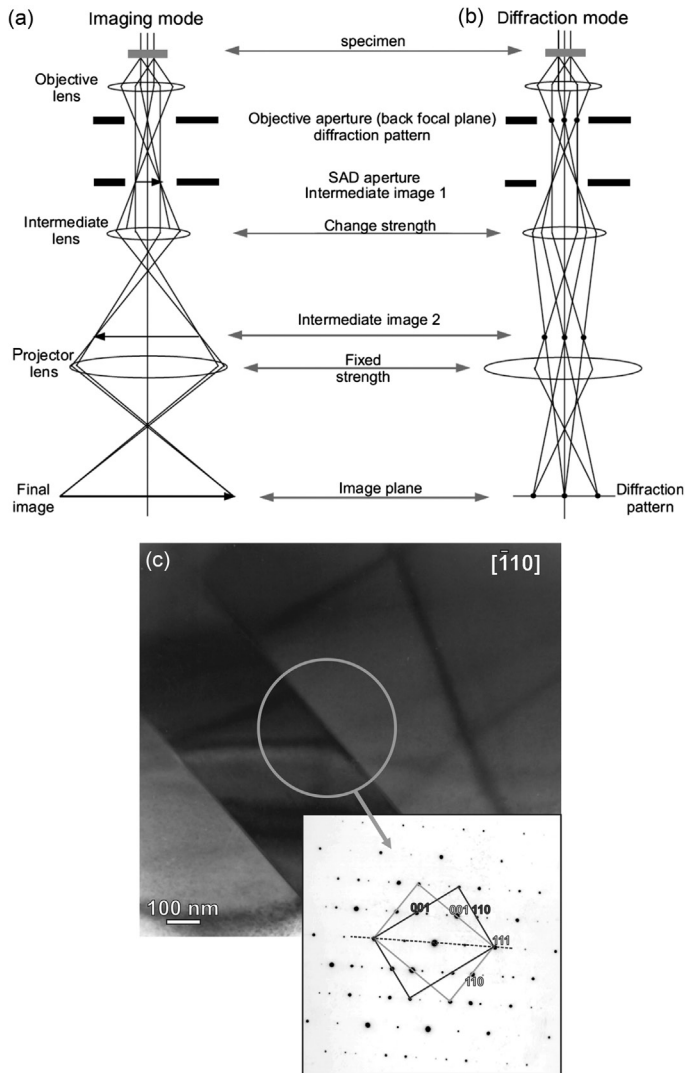 (a)
Imaging mode
(b)
Diffraction mode
specimen
Objective
lens
Objective aperture (back focal plane)
diffraction pattern
SAD aperture
Intermediate image 1
Intermediate
lens
Change strength
Intermediate image 2
Projector
lens
Fixed
strength
Final
image
Image plane
Diffraction
pattern
(c)
[1̄10]
100 nm
001
001
110
111
110